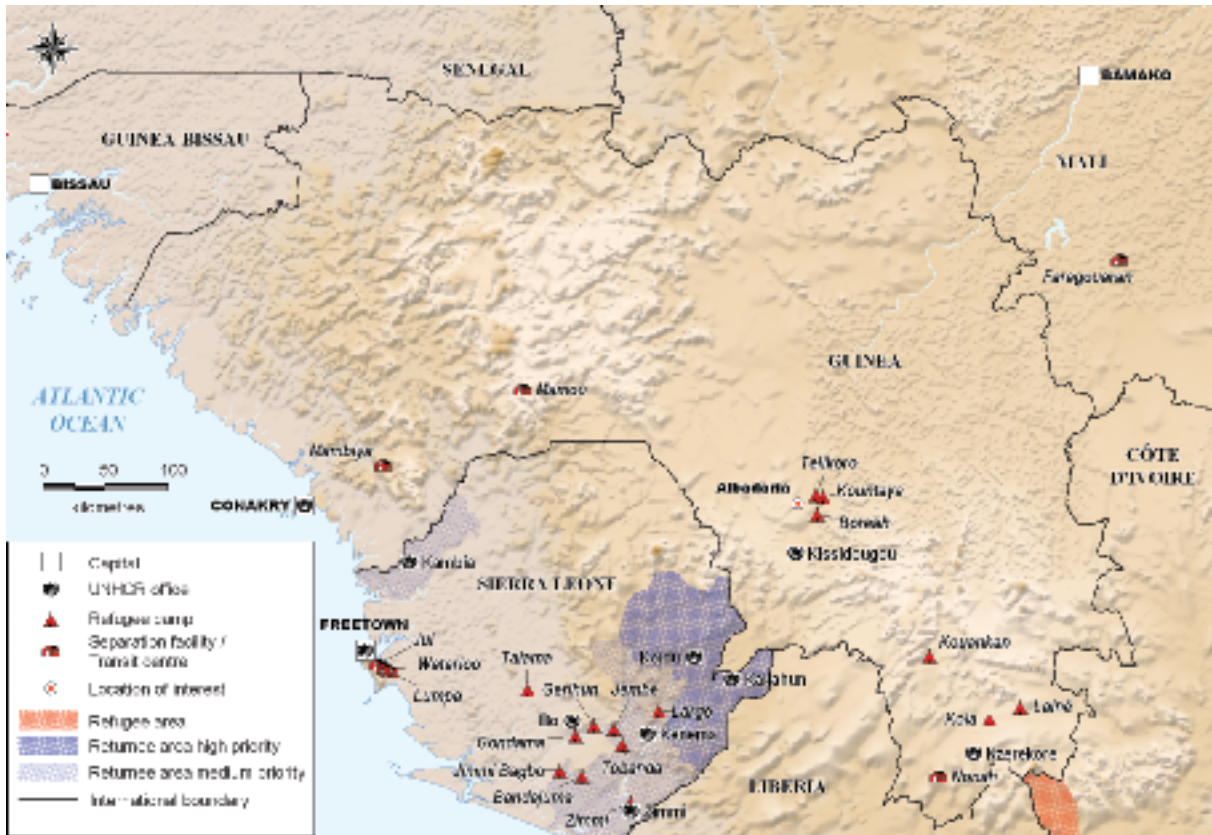 SENEGAL
BAMAKO
GUINEA BISSAU
MALI
BISSAU
GUINEA
Mamou
ATLANTIC
OCEAN
CÔTE
D'IVOIRE
0 50 100
kilometres
Telikoro
Albadaria
Kountaya
Boreah
CONAKRY
Kissidougou
Kambia
SIERRA LEONE
Capital
UNHCR office
Refugee camp
Separation facility /
Transit centre
Location of interest
Refugee area
Returnee area high priority
Returnee area medium priority
International boundary
FREETOWN
Jui
Waterloo
Lumpa
Taiama
Gerihun
Jembe
Largo
Bo
Gondama
Kenema
Jimmi Bagbo
Tobanda
Bandajuma
Zimmi
Zimmi
Kailahun
Kouankan
Kola
Laine
Nzerekore
LIBERIA